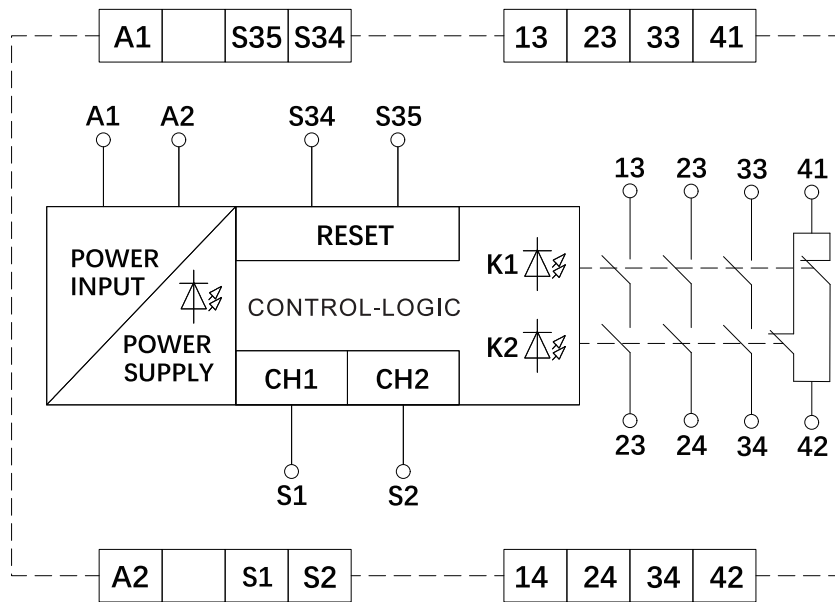 A1 S35 S34 13 23 33 41
A1 A2 S34 S35
13 23 33 41
RESET
POWER
INPUT
K1
CONTROL-LOGIC
POWER
SUPPLY
K2
CH1 CH2
23 24 34 42
S1 S2
A2 S1 S2 14 24 34 42